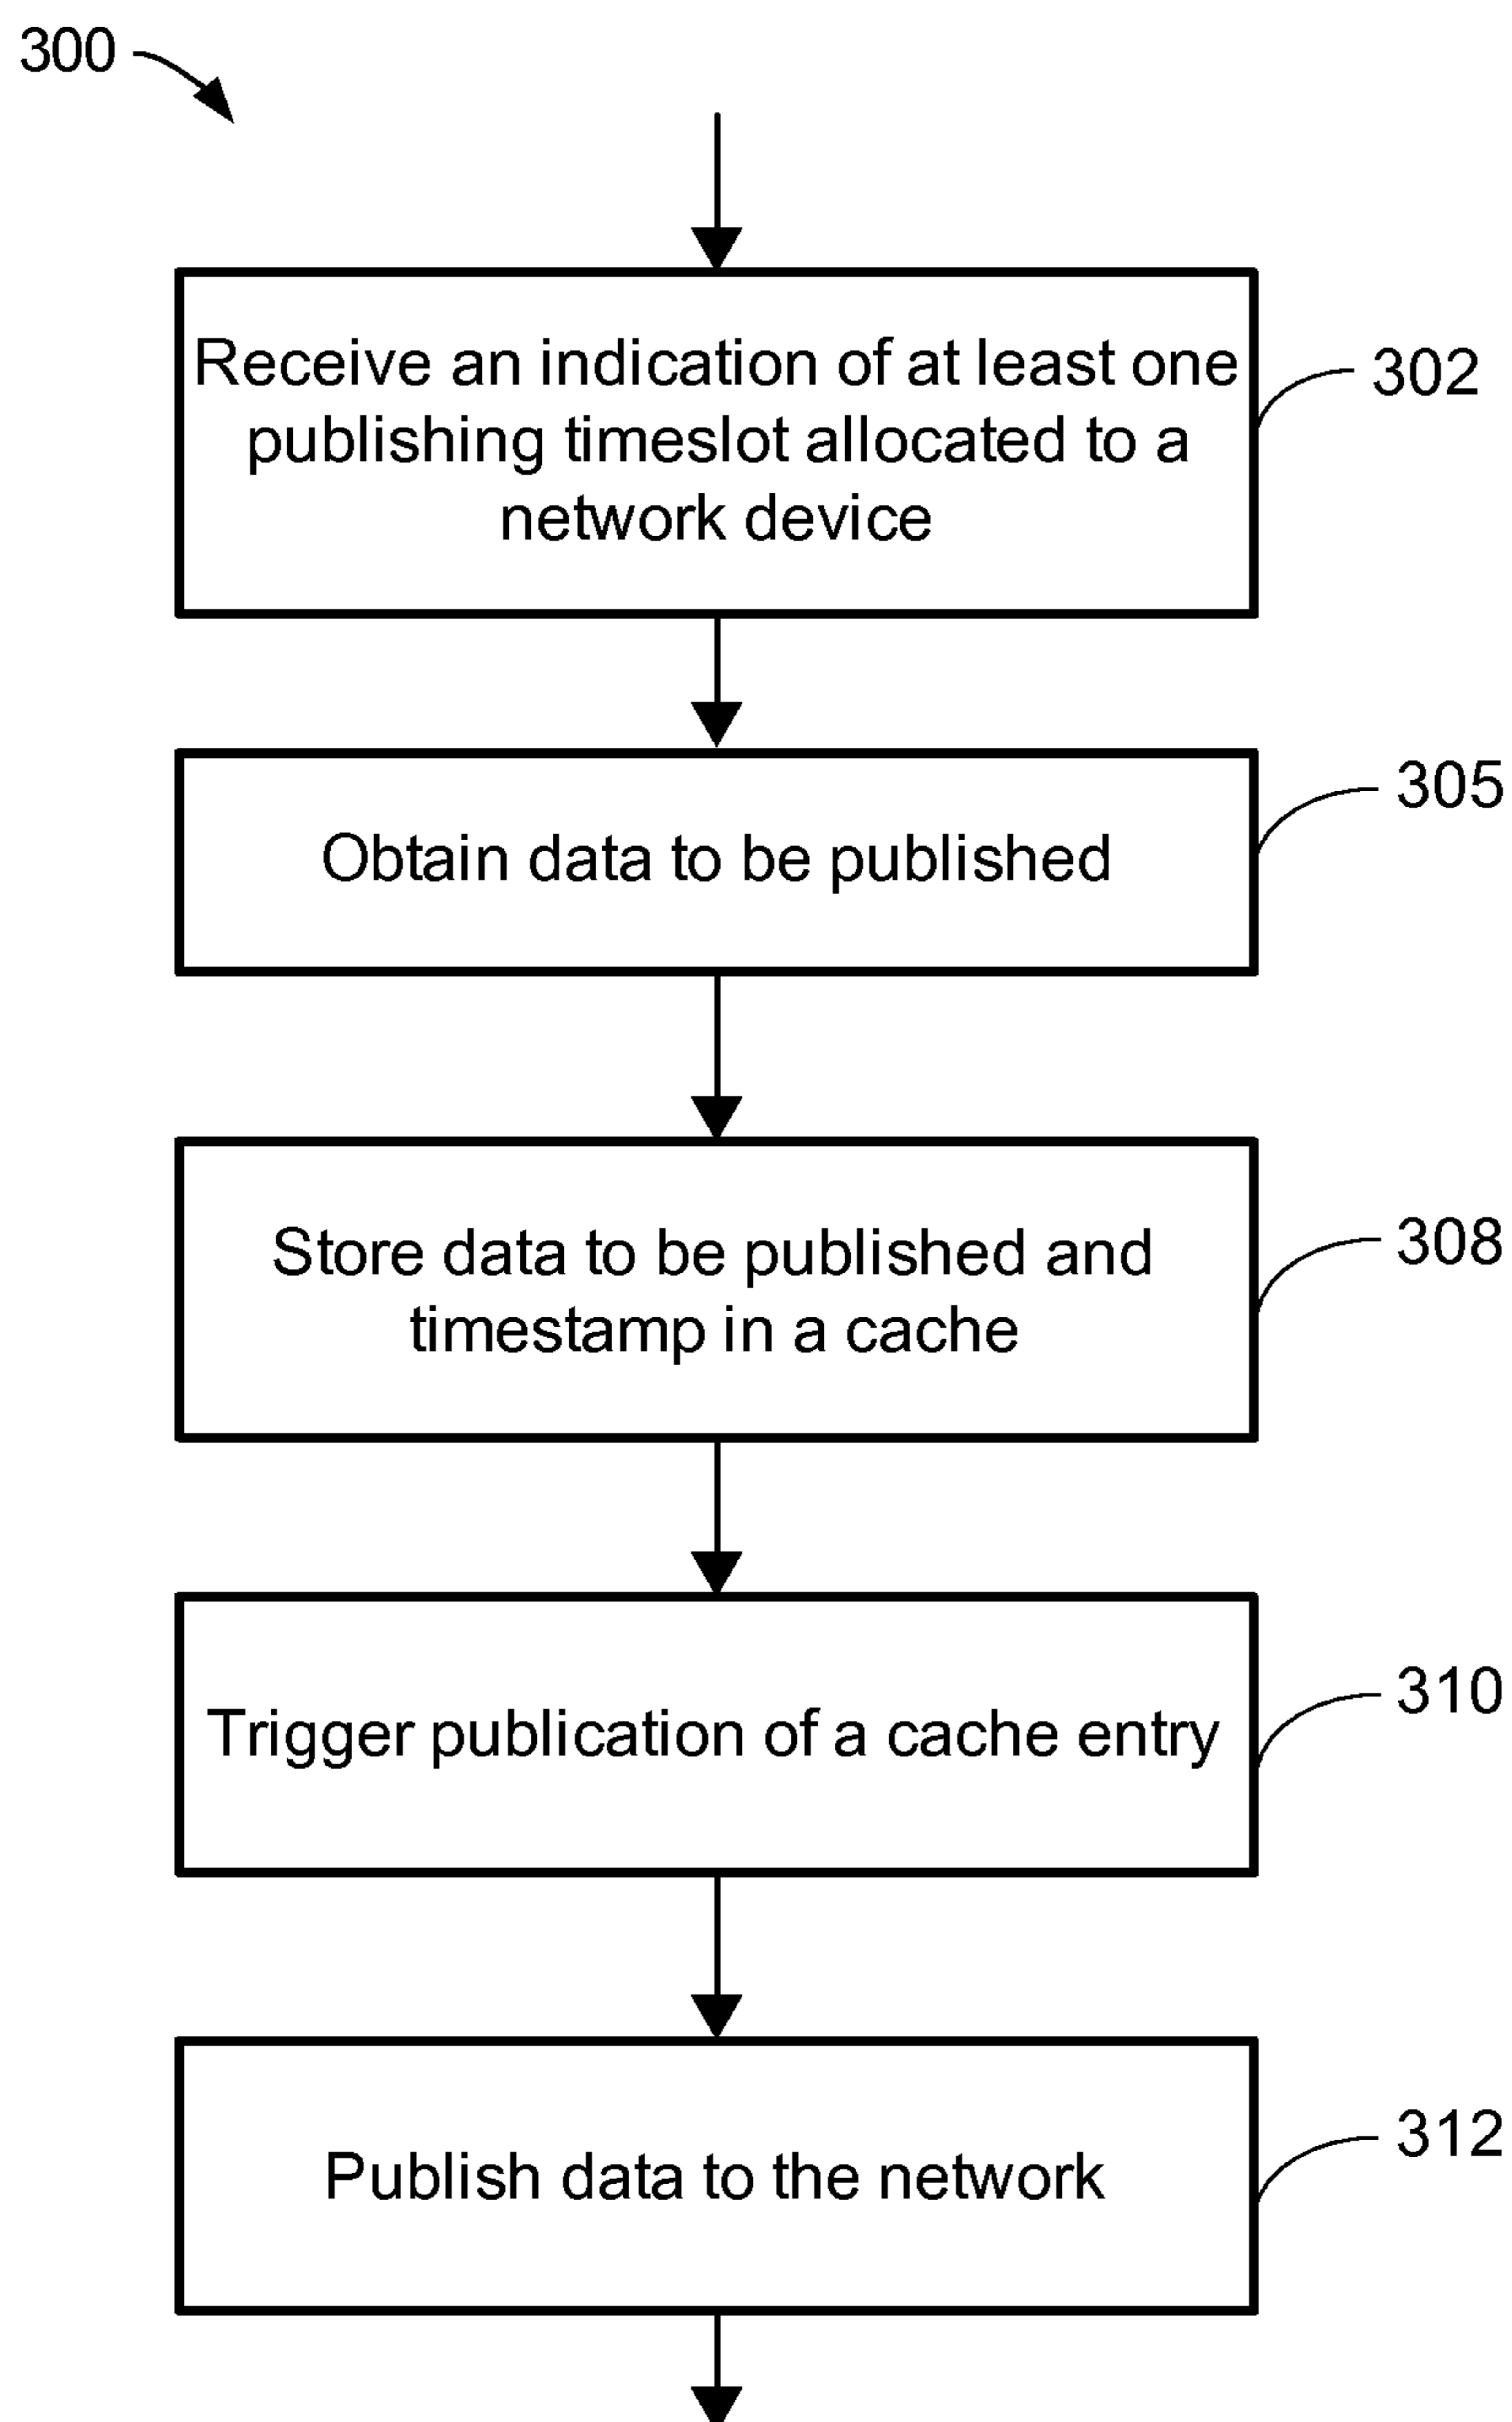 300
Receive an indication of at least one
publishing timeslot allocated to a
network device
302
Obtain data to be published
305
Store data to be published and
timestamp in a cache
308
Trigger publication of a cache entry
310
Publish data to the network
312